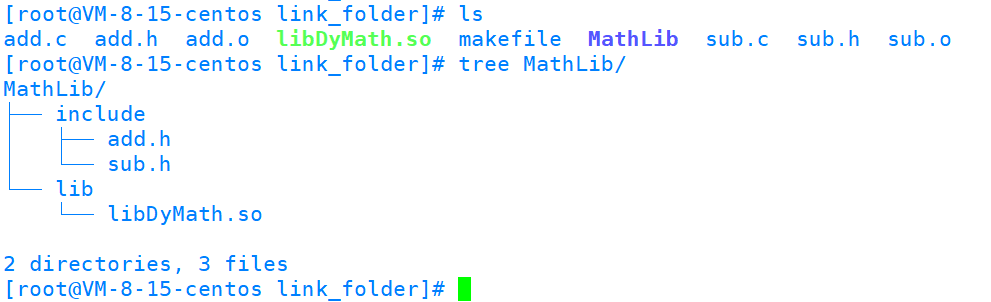 [root@VM-8-15-centos link_folder]# ls
add.c  add.h  add.o  libDyMath.so  makefile  MathLib  sub.c  sub.h  sub.o
[root@VM-8-15-centos link_folder]# tree MathLib/
MathLib/
├── include
│   ├── add.h
│   └── sub.h
└── lib
    └── libDyMath.so

2 directories, 3 files
[root@VM-8-15-centos link_folder]#